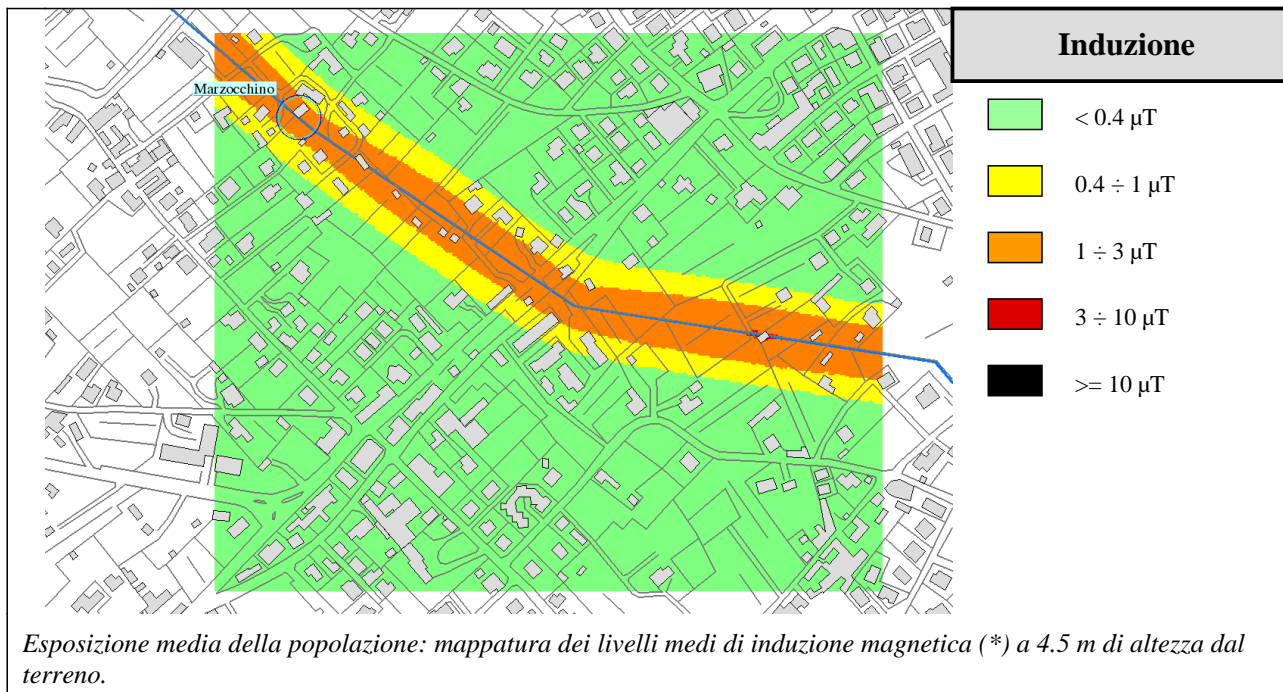 Marzocchino
Induzione
< 0.4 µT
0.4 ÷ 1 µT
1 ÷ 3 µT
3 ÷ 10 µT
>= 10 µT
Esposizione media della popolazione: mappatura dei livelli medi di induzione magnetica (*) a 4.5 m di altezza dal
terreno.